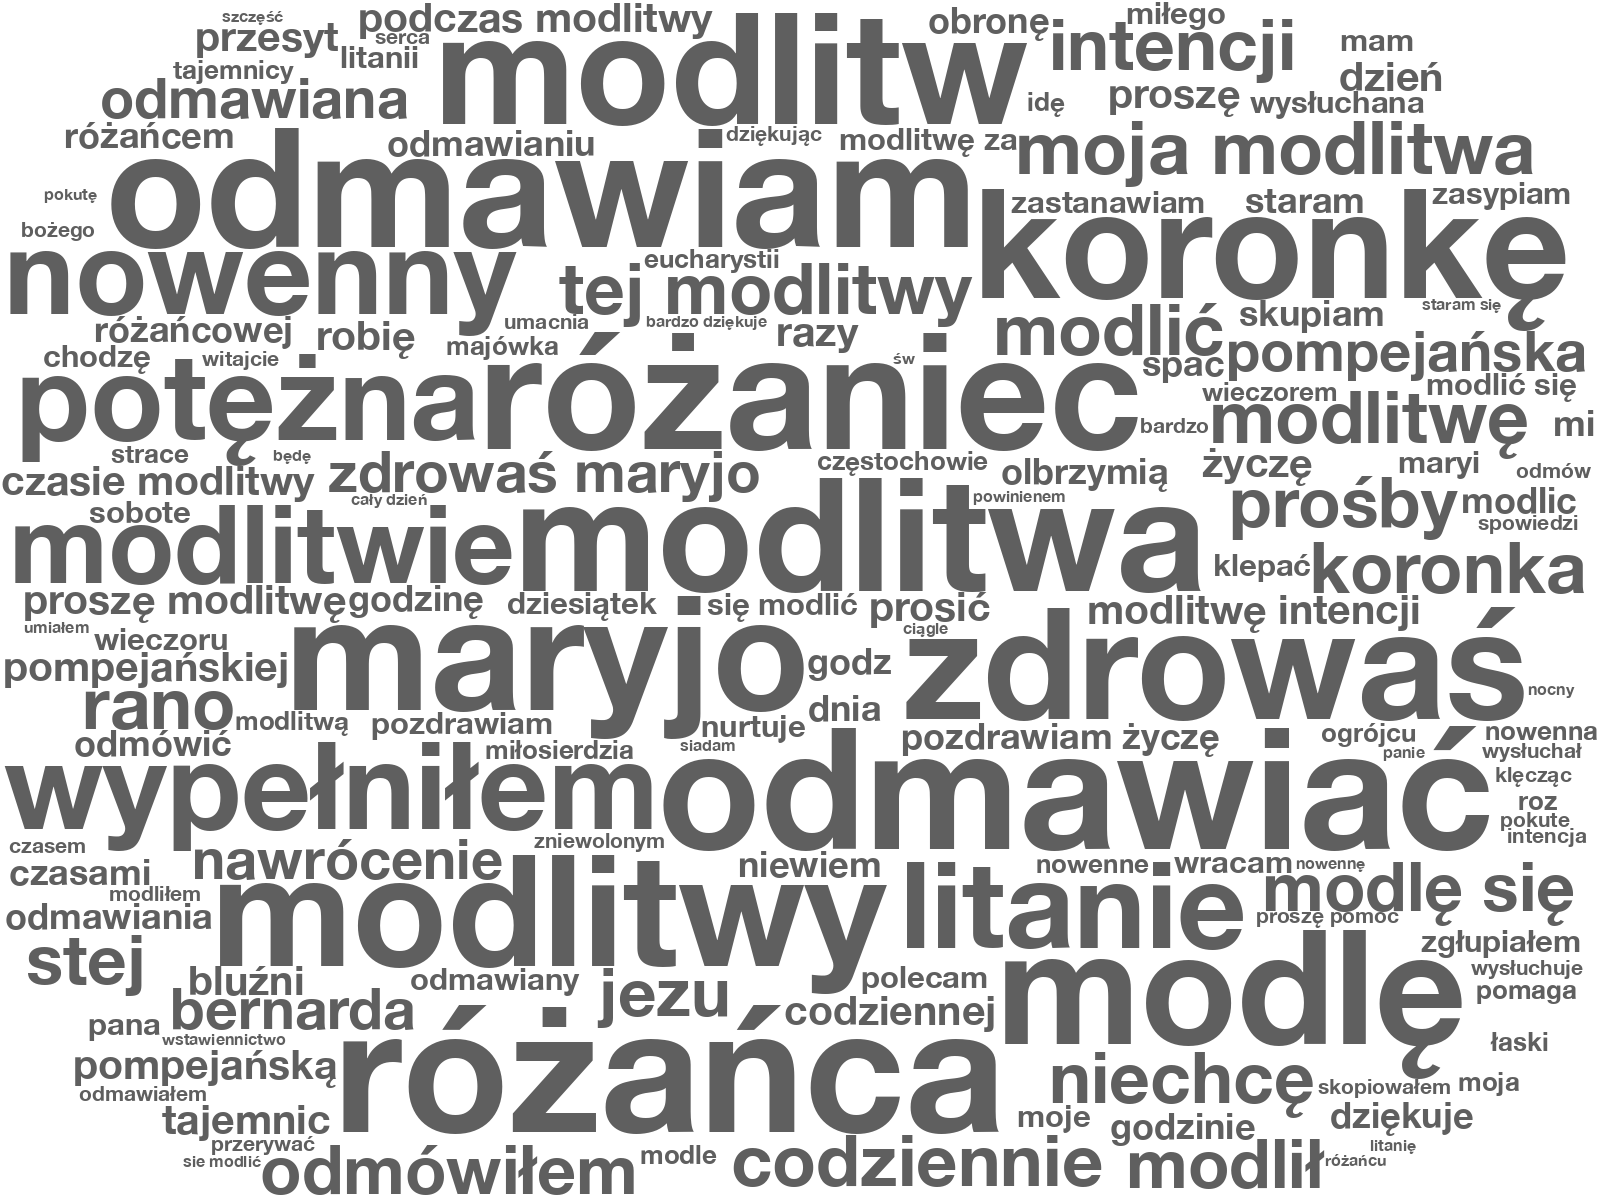 szczęść
podczas modlitwy
modlitw
obronę
miłego
przesyt
serca
litanii
intencji
mam
tajemnicy
dzień
odmawiana
idę
proszę
wysłuchana
różańcem
odmawianiu
dziękując
modlitwę za
moja modlitwa
odmawiam
pokutę
zastanawiam
staram
zasypiam
koronkę
bożego
nowenny
eucharystii
tej modlitwy
staram się
różańcowej
robię
umacnia
bardzo dziękuje
razy
modlić
skupiam
chodzę
witajcie
majówka
św
spac
pompejańska
potężna
różaniec
wieczorem
modlić się
bardzo
modlitwę
mi
strace
będę
częstochowie
olbrzymią
życzę
maryi
odmów
czasie modlitwy
zdrowaś maryjo
cały dzień
powinienem
prośby
modlic
sobote
spowiedzi
modlitwie
modlitwa
klepać
koronka
proszę modlitwę
godzinę
dziesiątek
się modlić
prosić
modlitwę intencji
umiałem
wieczoru
maryjo
ciągle
zdrowaś
pompejańskiej
godz
rano
nocny
modlitwą
pozdrawiam
nurtuje
dnia
odmówić
miłosierdzia
siadam
pozdrawiam życzę
ogrójcu
nowenna
panie
wysłuchał
wypełniłem
odmawiać
klęcząc
roz
pokute
intencja
czasem
zniewolonym
czasami
nawrócenie
niewiem
nowenne
wracam
nowennę
modliłem
modlitwy
litanie
modlę się
odmawiania
proszę pomoc
stej
zgłupiałem
bluźni
odmawiany
polecam
modlę
wysłuchuje
pomaga
bernarda
jezu
codziennej
pana
wstawiennictwo
różańca
łaski
pompejańską
niechcę
skopiowałem
moja
odmawiałem
tajemnic
moje
godzinie
dziękuje
przerywać
sie modlić
odmówiłem
modle
codziennie
modlił
litanię
różańcu